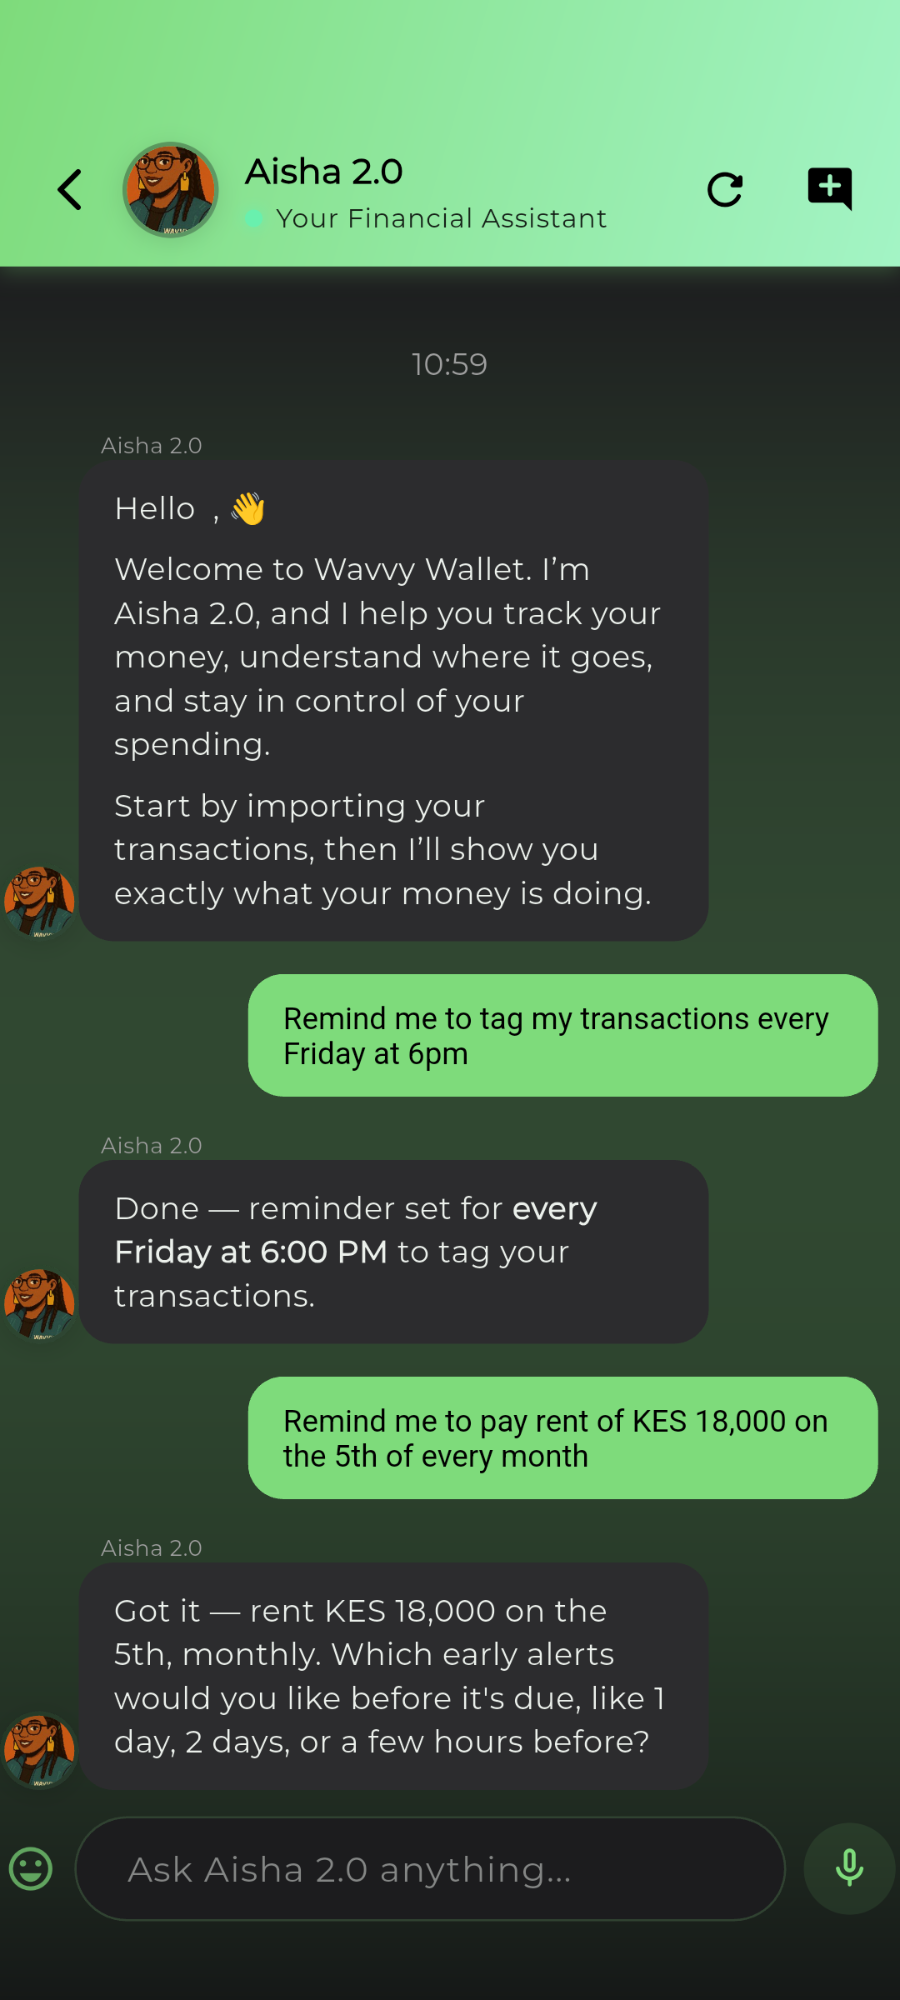 Aisha 2.0
Your Financial Assistant
10:59
Aisha 2.0
Hello , 👋
Welcome to Wavvy Wallet. I’m
Aisha 2.0, and I help you track your
money, understand where it goes,
and stay in control of your
spending.
Start by importing your
transactions, then I’ll show you
exactly what your money is doing.
Remind me to tag my transactions every
Friday at 6pm
Aisha 2.0
Done — reminder set for every
Friday at 6:00 PM to tag your
transactions.
Remind me to pay rent of KES 18,000 on
the 5th of every month
Aisha 2.0
Got it — rent KES 18,000 on the
5th, monthly. Which early alerts
would you like before it's due, like 1
day, 2 days, or a few hours before?
Ask Aisha 2.0 anything...